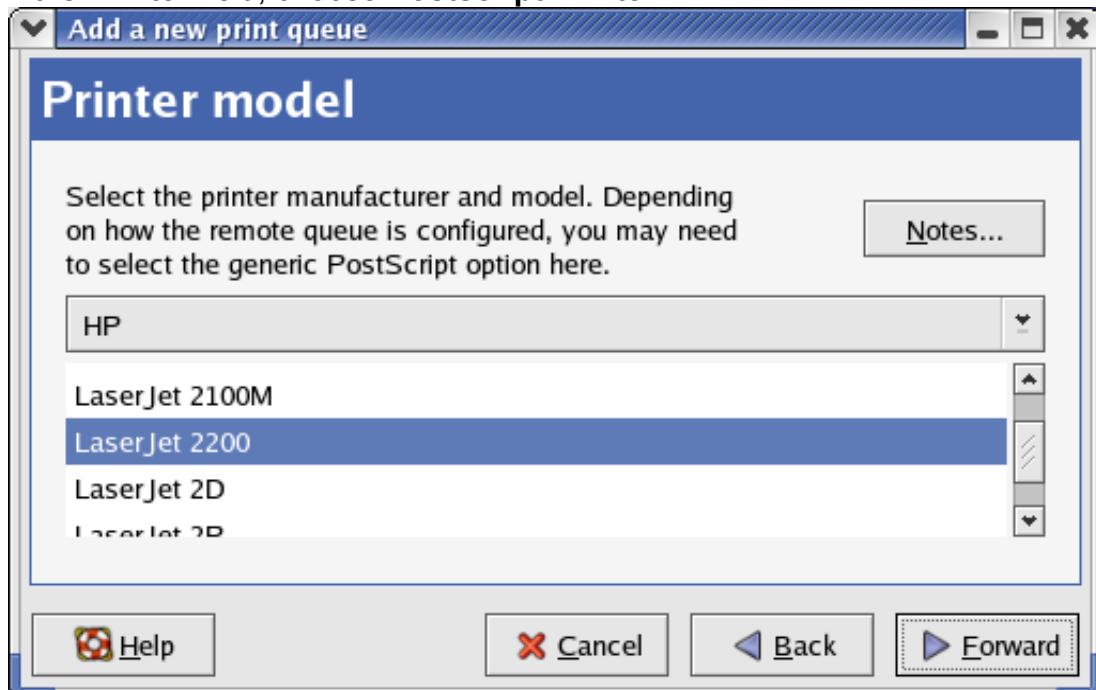 Add a new print queue
Printer model
Select the printer manufacturer and model. Depending
on how the remote queue is configured, you may need
to select the generic PostScript option here.
Notes...
HP
LaserJet 2100M
LaserJet 2200
LaserJet 2D
Help
Cancel
Back
Forward